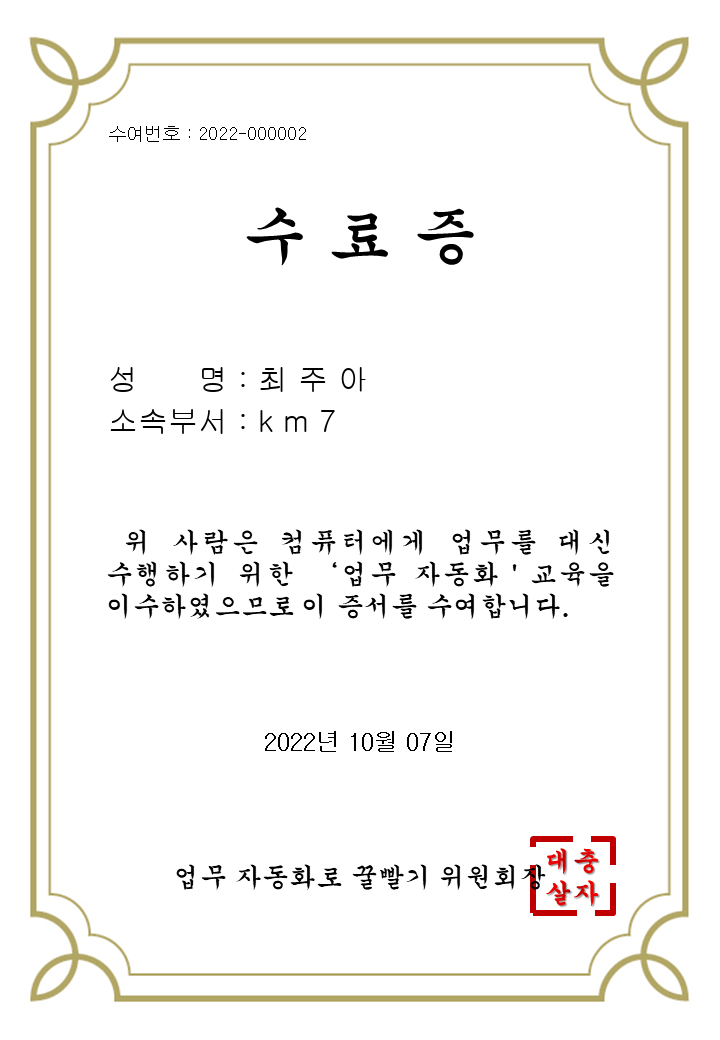 수여번호 : 2022-000002
수 료 증
성 명 : 최 주 아
소속부서 : k m 7
위 사람은 컴퓨터에게 업무를 대신
수행하기 위한 ‘업무 자동화＇교육을
이수하였으므로 이 증서를 수여합니다.
2022년 10월 07일
업무 자동화로 꿀빨기 위원회장
대충
살자